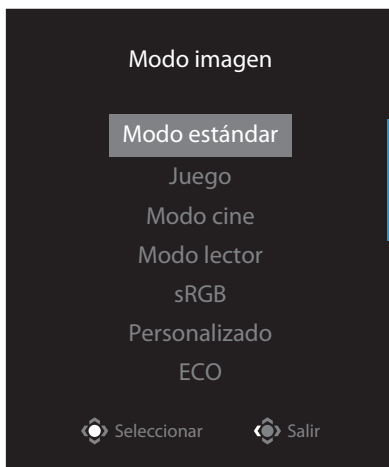 Modo imagen
Modo estándar
Juego
Modo cine
Modo lector
sRGB
Personalizado
ECO
Seleccionar Salir